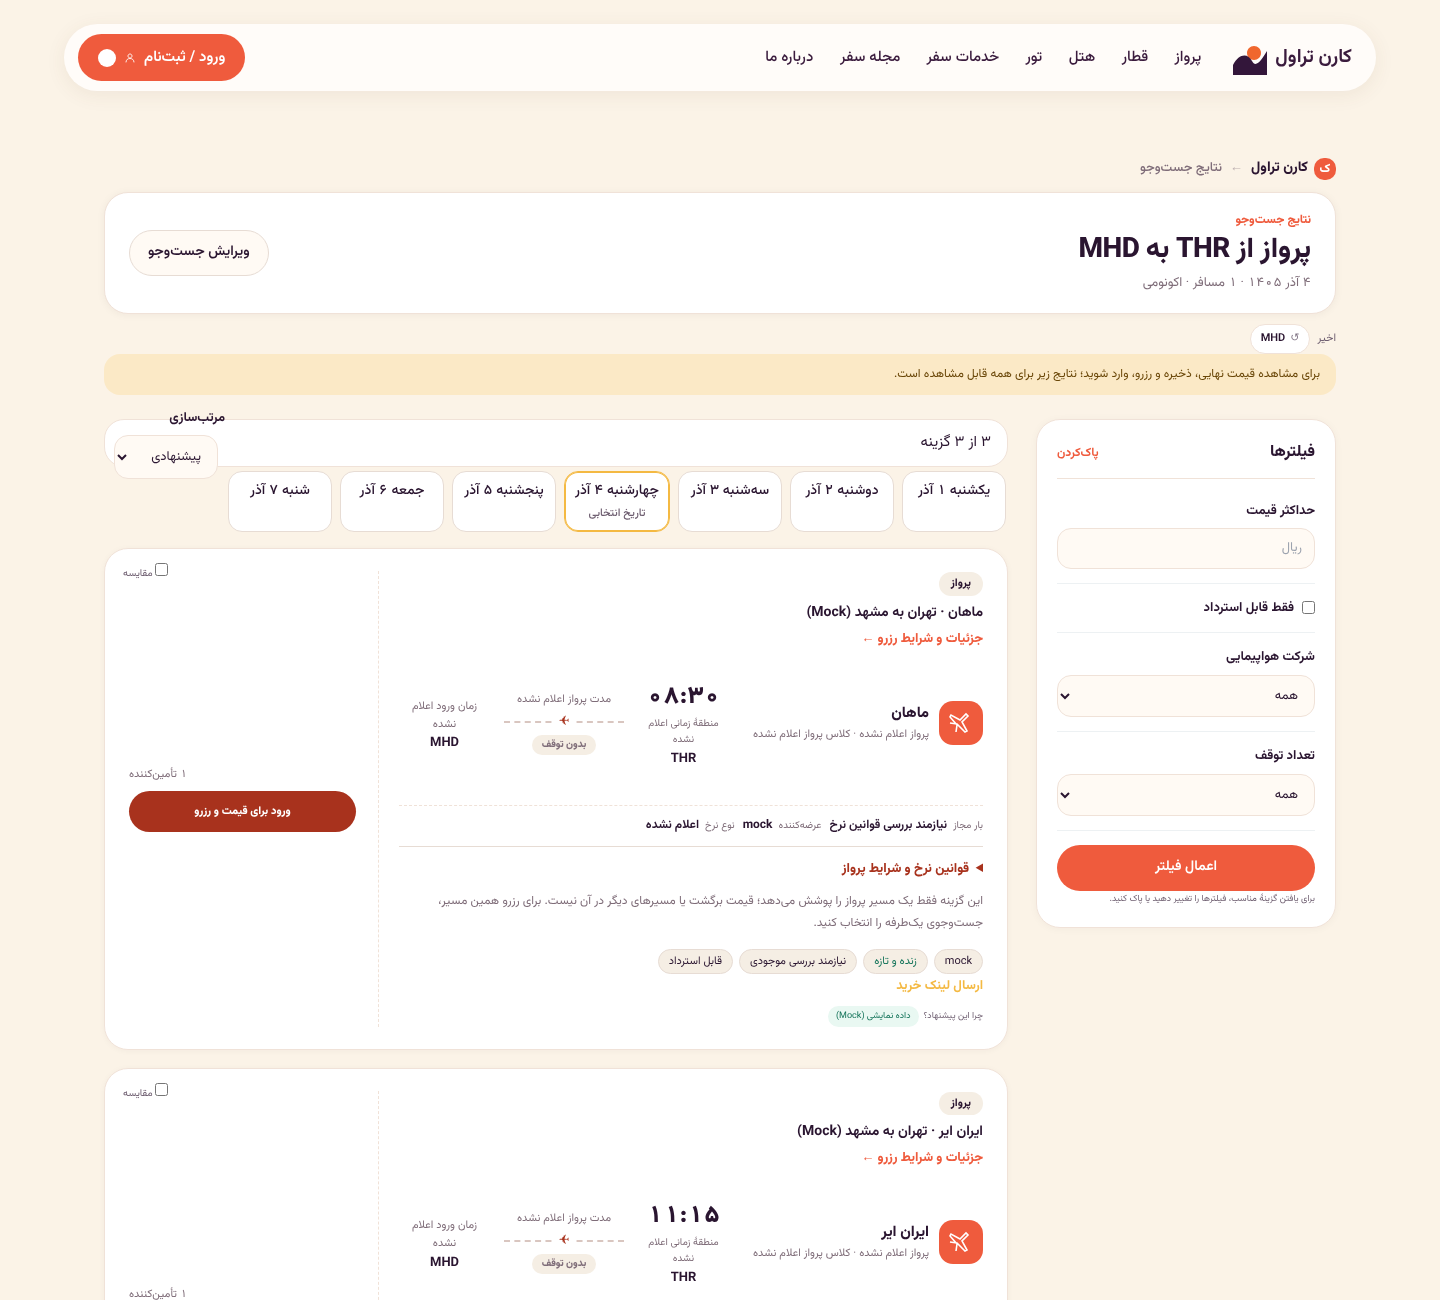 کارن تراول
پرواز
قطار
هتل
تور
خدمات سفر
مجله سفر
درباره ما
ورود / ثبت‌نام
ک کارن تراول ← نتایج جست‌وجو
نتایج جست‌وجو
پرواز از THR به MHD
۴ آذر ۱۴۰۵ · ۱ مسافر · اکونومی
ویرایش جست‌وجو
اخیر
↺ MHD
برای مشاهده قیمت نهایی، ذخیره و رزرو، وارد شوید؛ نتایج زیر برای همه قابل مشاهده است.
فیلترها
پاک‌کردن
حداکثر قیمت
ریال
فقط قابل استرداد
شرکت هواپیمایی
همه
تعداد توقف
همه
اعمال فیلتر
برای یافتن گزینهٔ مناسب، فیلترها را تغییر دهید یا پاک کنید.
۳ از ۳ گزینه
مرتب‌سازی
پیشنهادی
یکشنبه ۱ آذر
دوشنبه ۲ آذر
سه‌شنبه ۳ آذر
چهارشنبه ۴ آذر
تاریخ انتخابی
پنجشنبه ۵ آذر
جمعه ۶ آذر
شنبه ۷ آذر
پرواز
ماهان · تهران به مشهد (Mock)
جزئیات و شرایط رزرو ←
مقایسه
ماهان
پرواز اعلام نشده · کلاس پرواز اعلام نشده
۰۸:۳۰
منطقهٔ زمانی اعلام
نشده
THR
مدت پرواز اعلام نشده
بدون توقف
زمان ورود اعلام
نشده
MHD
۱ تأمین‌کننده
ورود برای قیمت و رزرو
بار مجاز نیازمند بررسی قوانین نرخ عرضه‌کننده mock نوع نرخ اعلام نشده
قوانین نرخ و شرایط پرواز
این گزینه فقط یک مسیر پرواز را پوشش می‌دهد؛ قیمت برگشت یا مسیرهای دیگر در آن نیست. برای رزرو همین مسیر،
جست‌وجوی یک‌طرفه را انتخاب کنید.
mock
زنده و تازه
نیازمند بررسی موجودی
قابل استرداد
ارسال لینک خرید
چرا این پیشنهاد؟ داده نمایشی (Mock)
پرواز
ایران ایر · تهران به مشهد (Mock)
جزئیات و شرایط رزرو ←
مقایسه
ایران ایر
پرواز اعلام نشده · کلاس پرواز اعلام نشده
۱۱:۱۵
منطقهٔ زمانی اعلام
نشده
THR
مدت پرواز اعلام نشده
بدون توقف
زمان ورود اعلام
نشده
MHD
۱ تأمین‌کننده